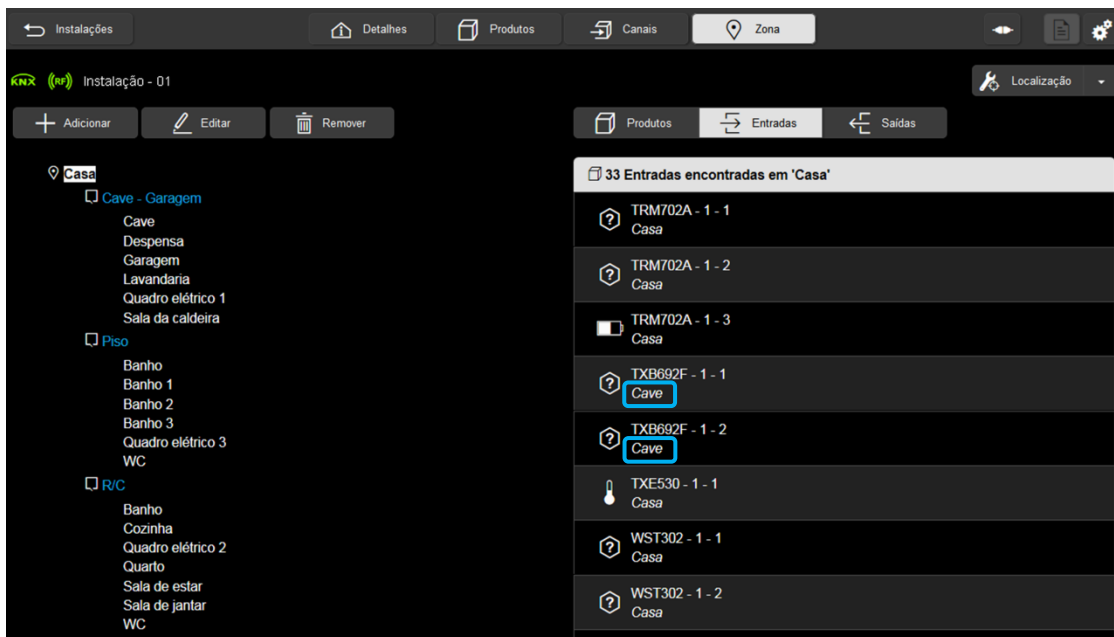 Instalações
Detalhes
Produtos
Canais
Zona
KNX ((RF)) Instalação - 01
Localização
Adicionar
Editar
Remover
Produtos
Entradas
Saídas
Casa
Cave - Garagem
Cave
Despensa
Garagem
Lavandaria
Quadro elétrico 1
Sala da caldeira
Piso
Banho
Banho 1
Banho 2
Banho 3
Quadro elétrico 3
WC
R/C
Banho
Cozinha
Quadro elétrico 2
Quarto
Sala de estar
Sala de jantar
WC
33 Entradas encontradas em 'Casa'
TRM702A - 1 - 1
Casa
TRM702A - 1 - 2
Casa
TRM702A - 1 - 3
Casa
TXB692F - 1 - 1
Cave
TXB692F - 1 - 2
Cave
TXE530 - 1 - 1
Casa
WST302 - 1 - 1
Casa
WST302 - 1 - 2
Casa